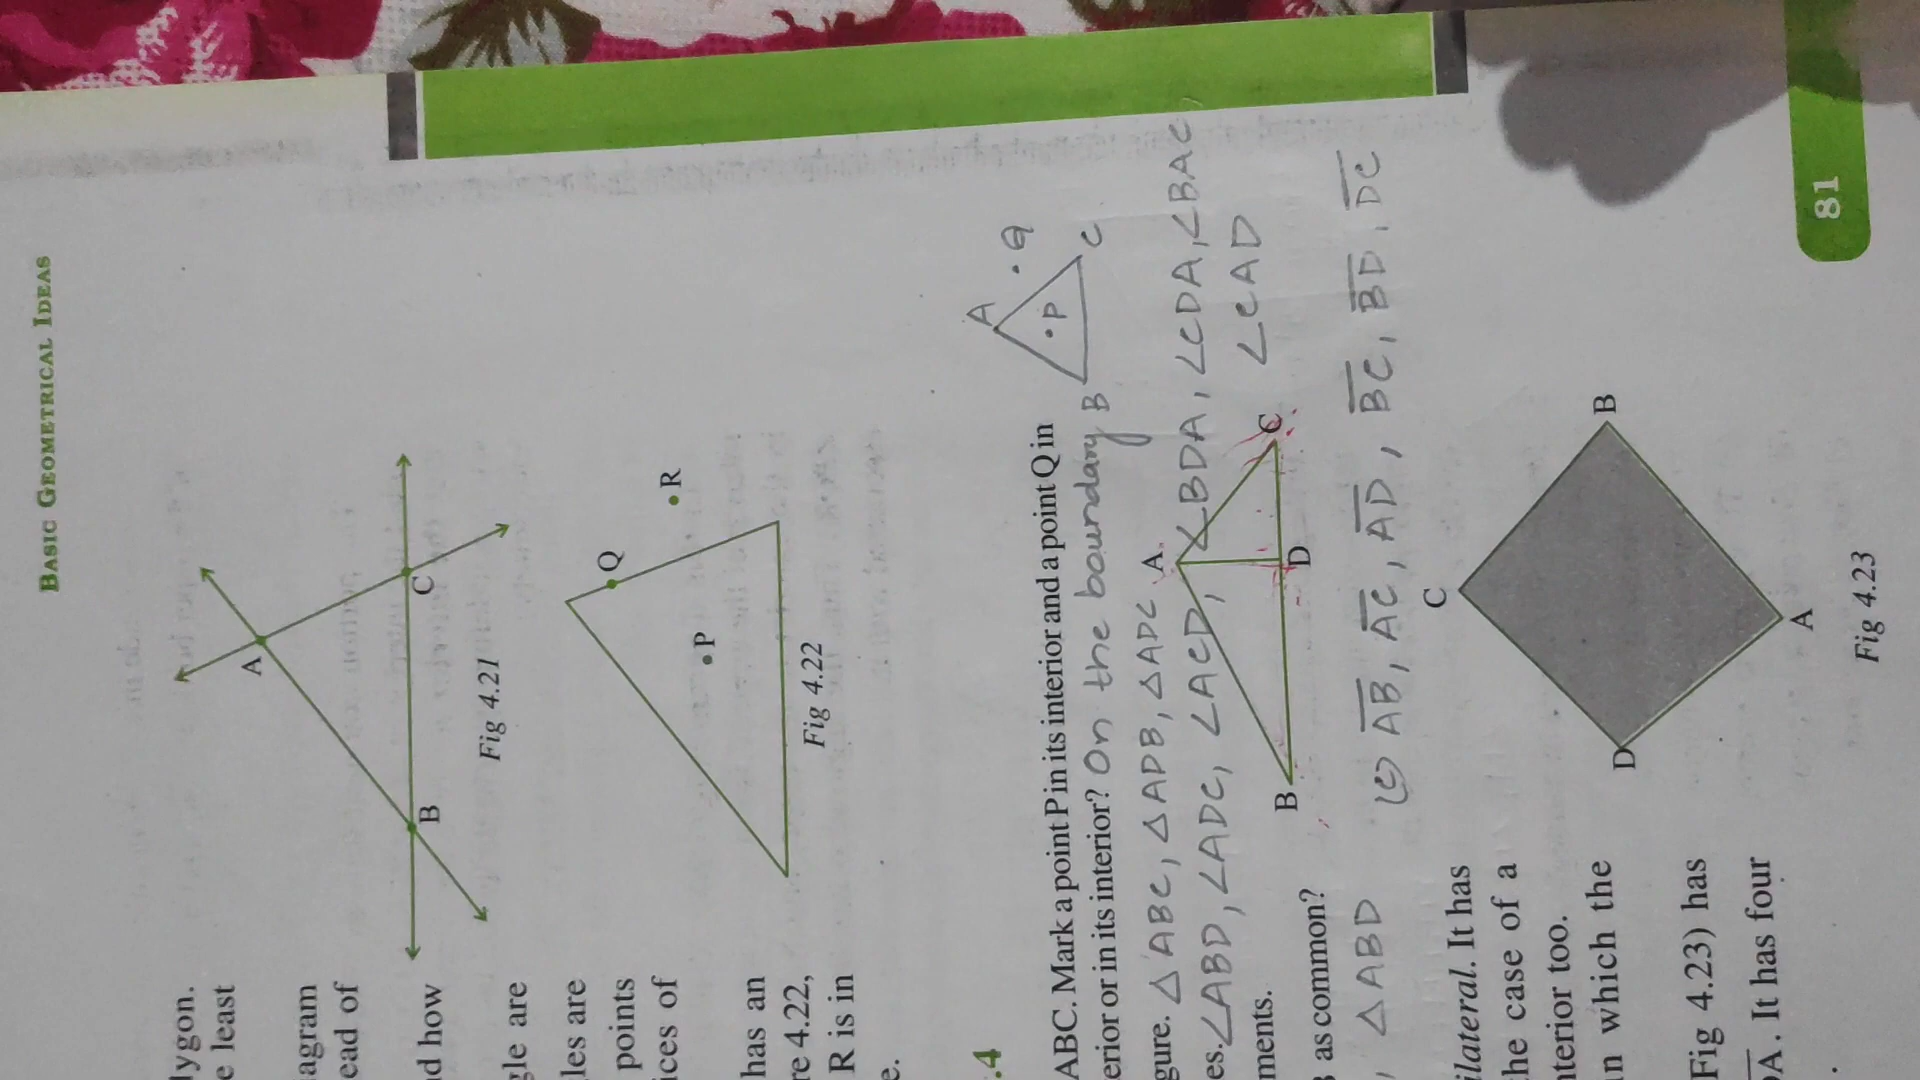 BASIC GEOMETRICAL IDEAS
lygon.
e least
A
agram
ead of
B
C
nd how
Fig 4.21
gle are
les are
Q
points
R
ices of
P
has an
re 4.22,
Fig 4.22
R is in
e.
.4
A
.Q
.P
B
C
ABC. Mark a point P in its interior and a point Q in
erior or in its interior? On the boundary
gure. △ABC, △ADB, △ADC
A
es. ∠ABD, ∠ADC, ∠ACD, ∠BDA, ∠CDA, ∠BAC
∠CAD
ments.
B
D
C
B as common?
, △ABD
(c) AB, AC, AD, BC, BD, DC
ilateral. It has
C
he case of a
nterior too.
n which the
D
B
Fig 4.23) has
A. It has four
A
Fig 4.23
81